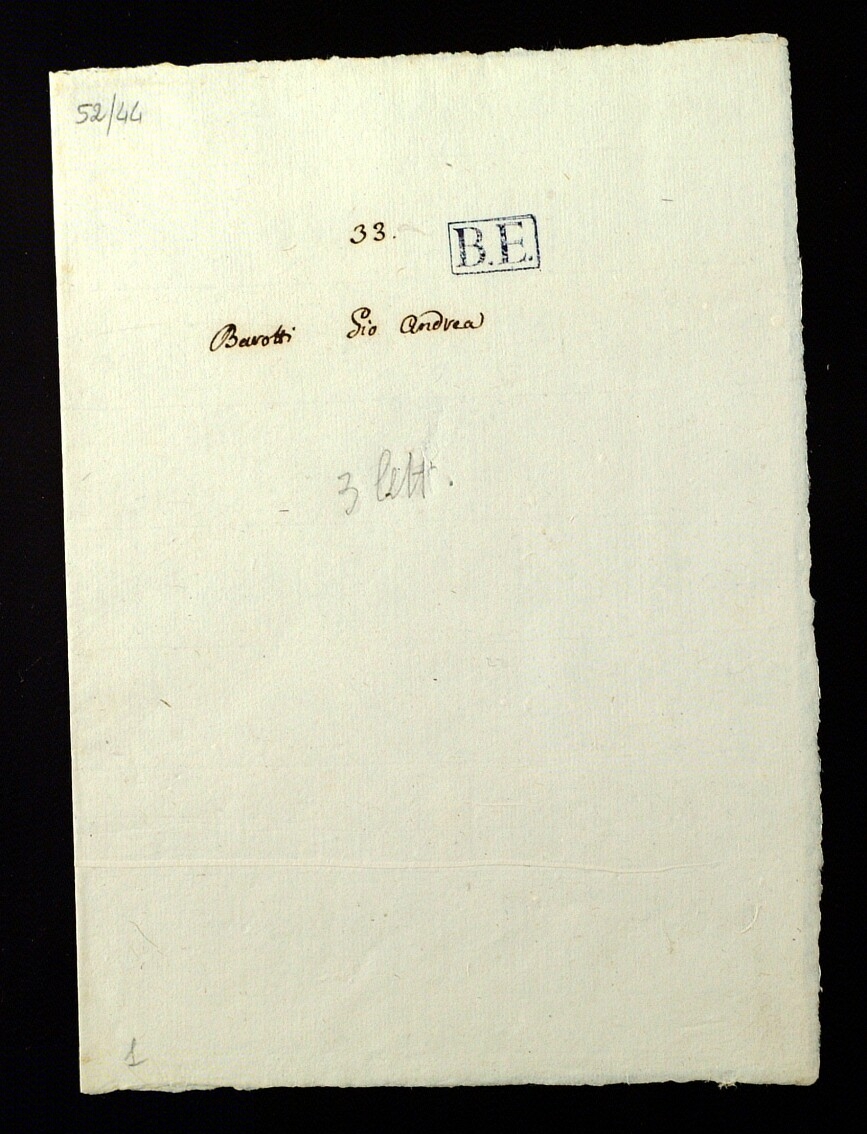 52/44
33.
B.E.
Barotti Gio Andrea
3 lett.
1